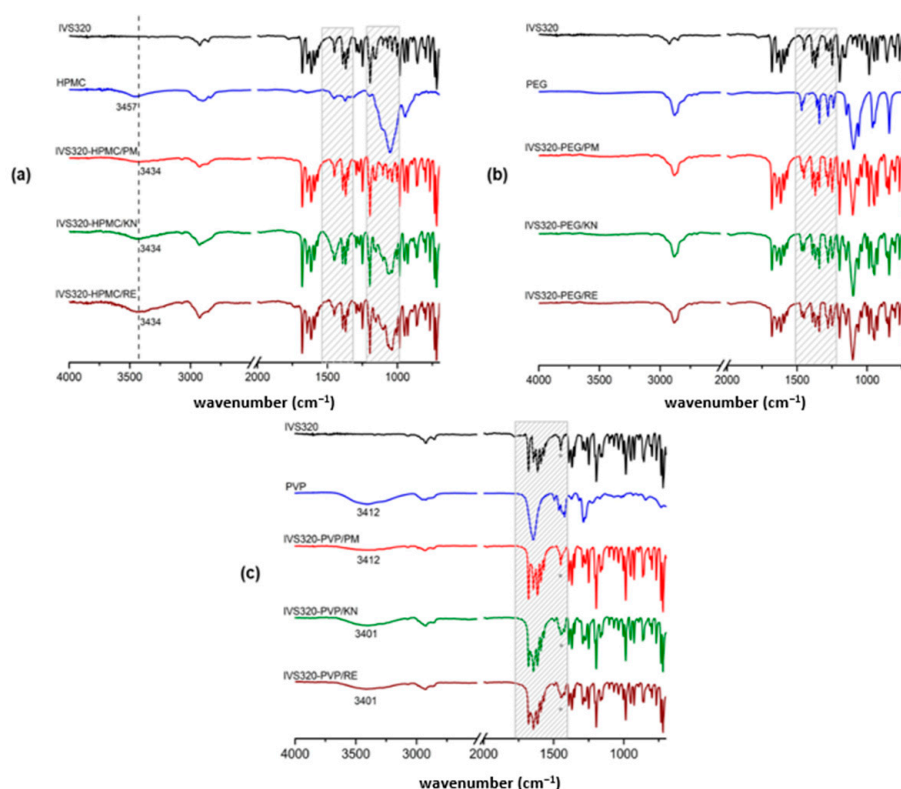 IVS320
HPMC
3457
IVS320-HPMC/PM
(a)
3434
IVS320-HPMC/KN
3434
IVS320-HPMC/RE
3434
4000 3500 3000 2000 1500 1000
wavenumber (cm⁻¹)
IVS320
PEG
IVS320-PEG/PM
(b)
IVS320-PEG/KN
IVS320-PEG/RE
4000 3500 3000 2000 1500 1000
wavenumber (cm⁻¹)
IVS320
*
PVP
3412
IVS320-PVP/PM
3412
*
(c)
IVS320-PVP/KN
3401
*
IVS320-PVP/RE
3401
*
4000 3500 3000 2000 1500 1000
wavenumber (cm⁻¹)